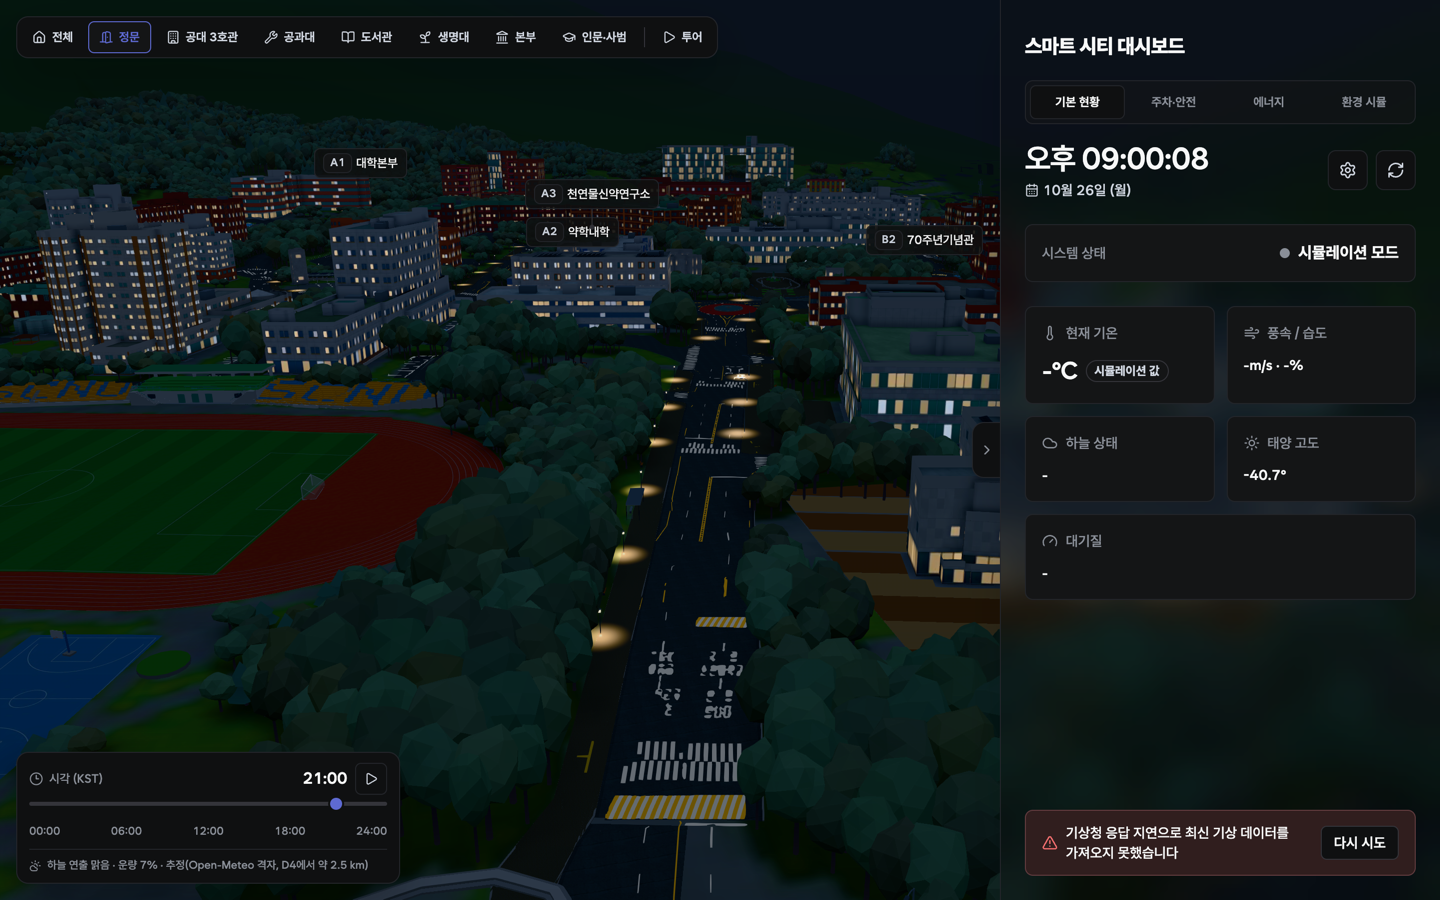 전체
정문
공대 3호관
공과대
도서관
생명대
본부
인문·사범
투어
A1 대학본부
A3 천연물신약연구소
A2 약학대학
B2 70주년기념관
시각 (KST)
21:00
00:00 06:00 12:00 18:00 24:00
하늘 연출 맑음 · 운량 7% · 추정(Open-Meteo 격자, D4에서 약 2.5 km)
스마트 시티 대시보드
기본 현황
주차·안전
에너지
환경 시뮬
오후 09:00:08
10월 26일 (월)
시스템 상태
시뮬레이션 모드
현재 기온
-°C 시뮬레이션 값
풍속 / 습도
-m/s · -%
하늘 상태
-
태양 고도
-40.7°
대기질
-
기상청 응답 지연으로 최신 기상 데이터를
가져오지 못했습니다
다시 시도